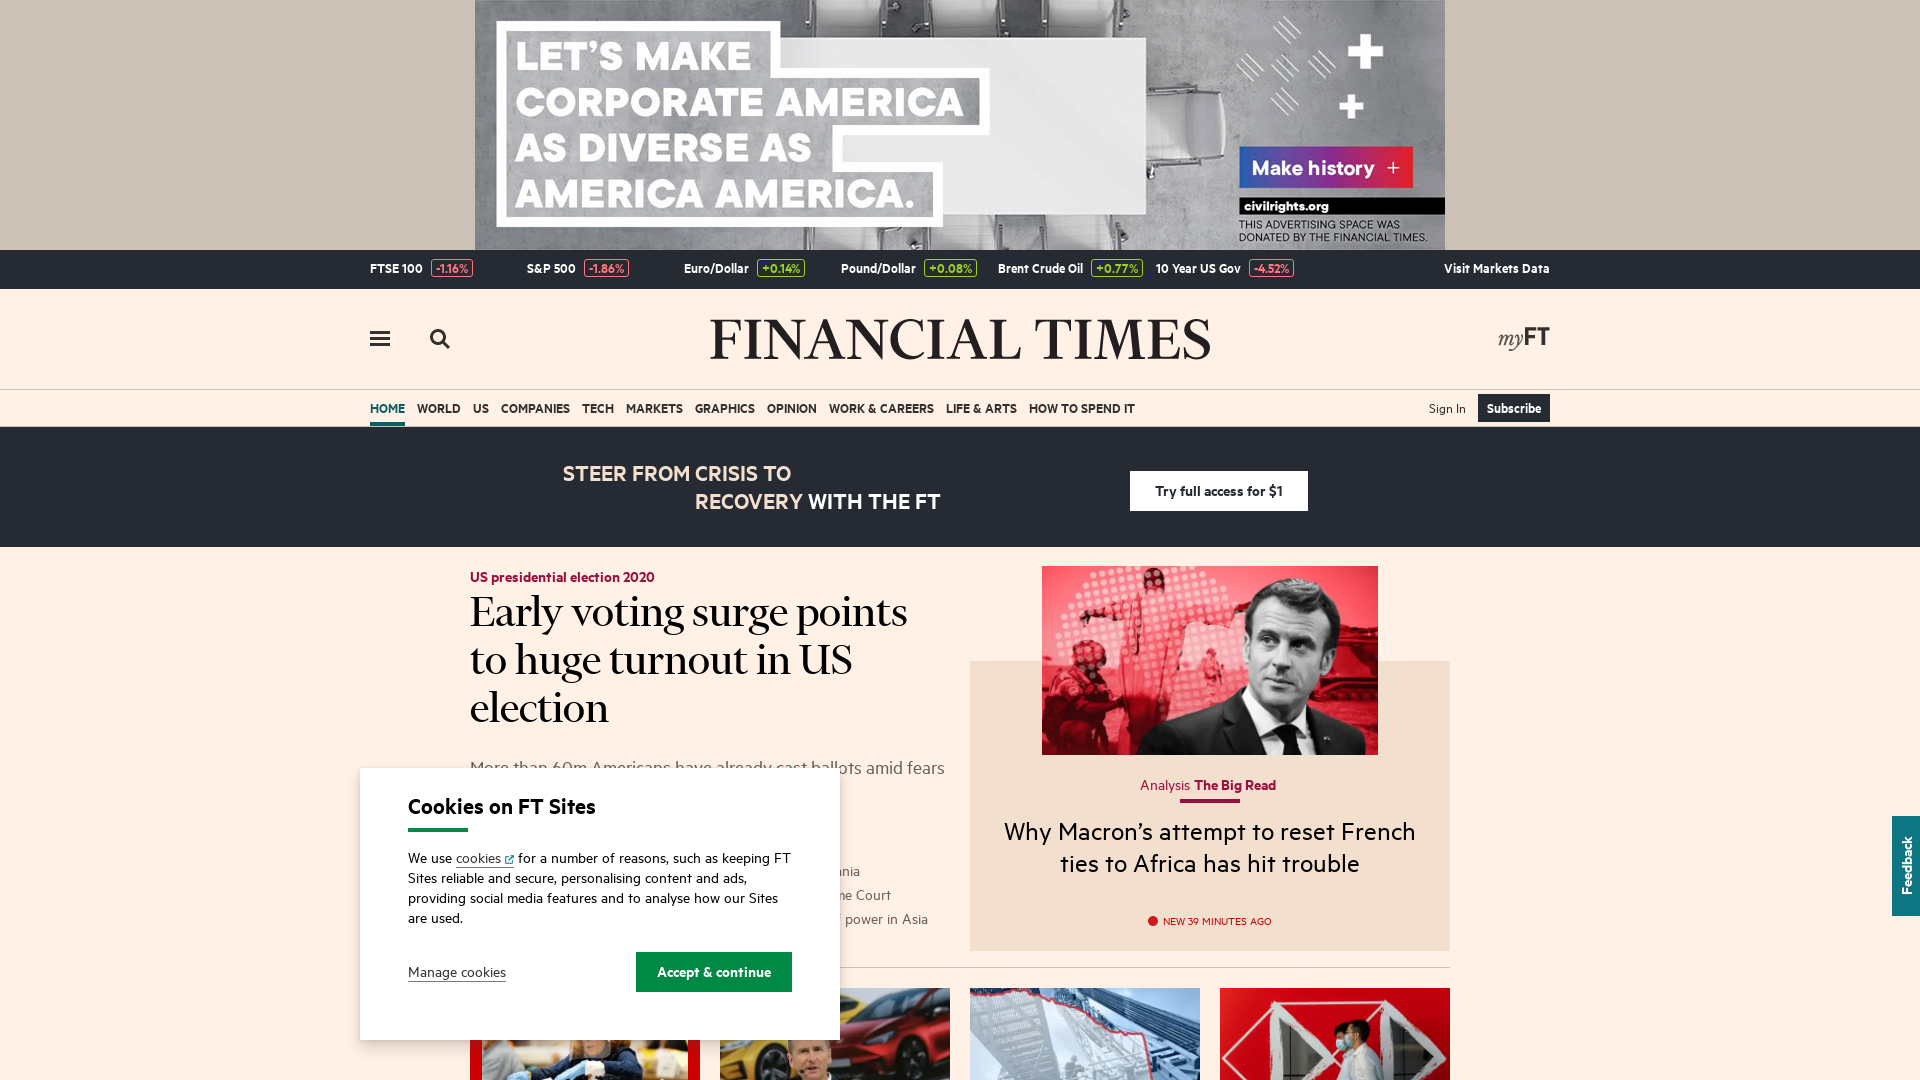 LET'S MAKE
CORPORATE AMERICA
AS DIVERSE AS
AMERICA AMERICA.
Make history +
civilrights.org
THIS ADVERTISING SPACE WAS
DONATED BY THE FINANCIAL TIMES.
FTSE 100 -1.16% S&P 500 -1.86% Euro/Dollar +0.14% Pound/Dollar +0.08% Brent Crude Oil +0.77% 10 Year US Gov -4.52% Visit Markets Data
FINANCIAL TIMES
myFT
HOME WORLD US COMPANIES TECH MARKETS GRAPHICS OPINION WORK & CAREERS LIFE & ARTS HOW TO SPEND IT Sign In Subscribe
STEER FROM CRISIS TO
RECOVERY WITH THE FT
Try full access for $1
US presidential election 2020
Early voting surge points
to huge turnout in US
election
More than 60m Americans have already cast ballots amid fears
power in Asia
Analysis The Big Read
Why Macron's attempt to reset French
ties to Africa has hit trouble
NEW 39 MINUTES AGO
Cookies on FT Sites
We use cookies for a number of reasons, such as keeping FT
Sites reliable and secure, personalising content and ads,
providing social media features and to analyse how our Sites
are used.
Manage cookies
Accept & continue
Feedback